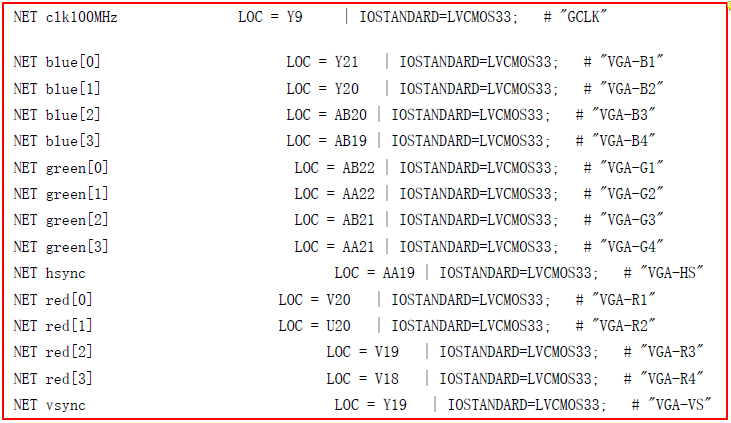 NET clk100MHz LOC = Y9 | IOSTANDARD=LVCMOS33; # "GCLK"
NET blue[0] LOC = Y21 | IOSTANDARD=LVCMOS33; # "VGA-B1"
NET blue[1] LOC = Y20 | IOSTANDARD=LVCMOS33; # "VGA-B2"
NET blue[2] LOC = AB20 | IOSTANDARD=LVCMOS33; # "VGA-B3"
NET blue[3] LOC = AB19 | IOSTANDARD=LVCMOS33; # "VGA-B4"
NET green[0] LOC = AB22 | IOSTANDARD=LVCMOS33; # "VGA-G1"
NET green[1] LOC = AA22 | IOSTANDARD=LVCMOS33; # "VGA-G2"
NET green[2] LOC = AB21 | IOSTANDARD=LVCMOS33; # "VGA-G3"
NET green[3] LOC = AA21 | IOSTANDARD=LVCMOS33; # "VGA-G4"
NET hsync LOC = AA19 | IOSTANDARD=LVCMOS33; # "VGA-HS"
NET red[0] LOC = V20 | IOSTANDARD=LVCMOS33; # "VGA-R1"
NET red[1] LOC = U20 | IOSTANDARD=LVCMOS33; # "VGA-R2"
NET red[2] LOC = V19 | IOSTANDARD=LVCMOS33; # "VGA-R3"
NET red[3] LOC = V18 | IOSTANDARD=LVCMOS33; # "VGA-R4"
NET vsync LOC = Y19 | IOSTANDARD=LVCMOS33; # "VGA-VS"